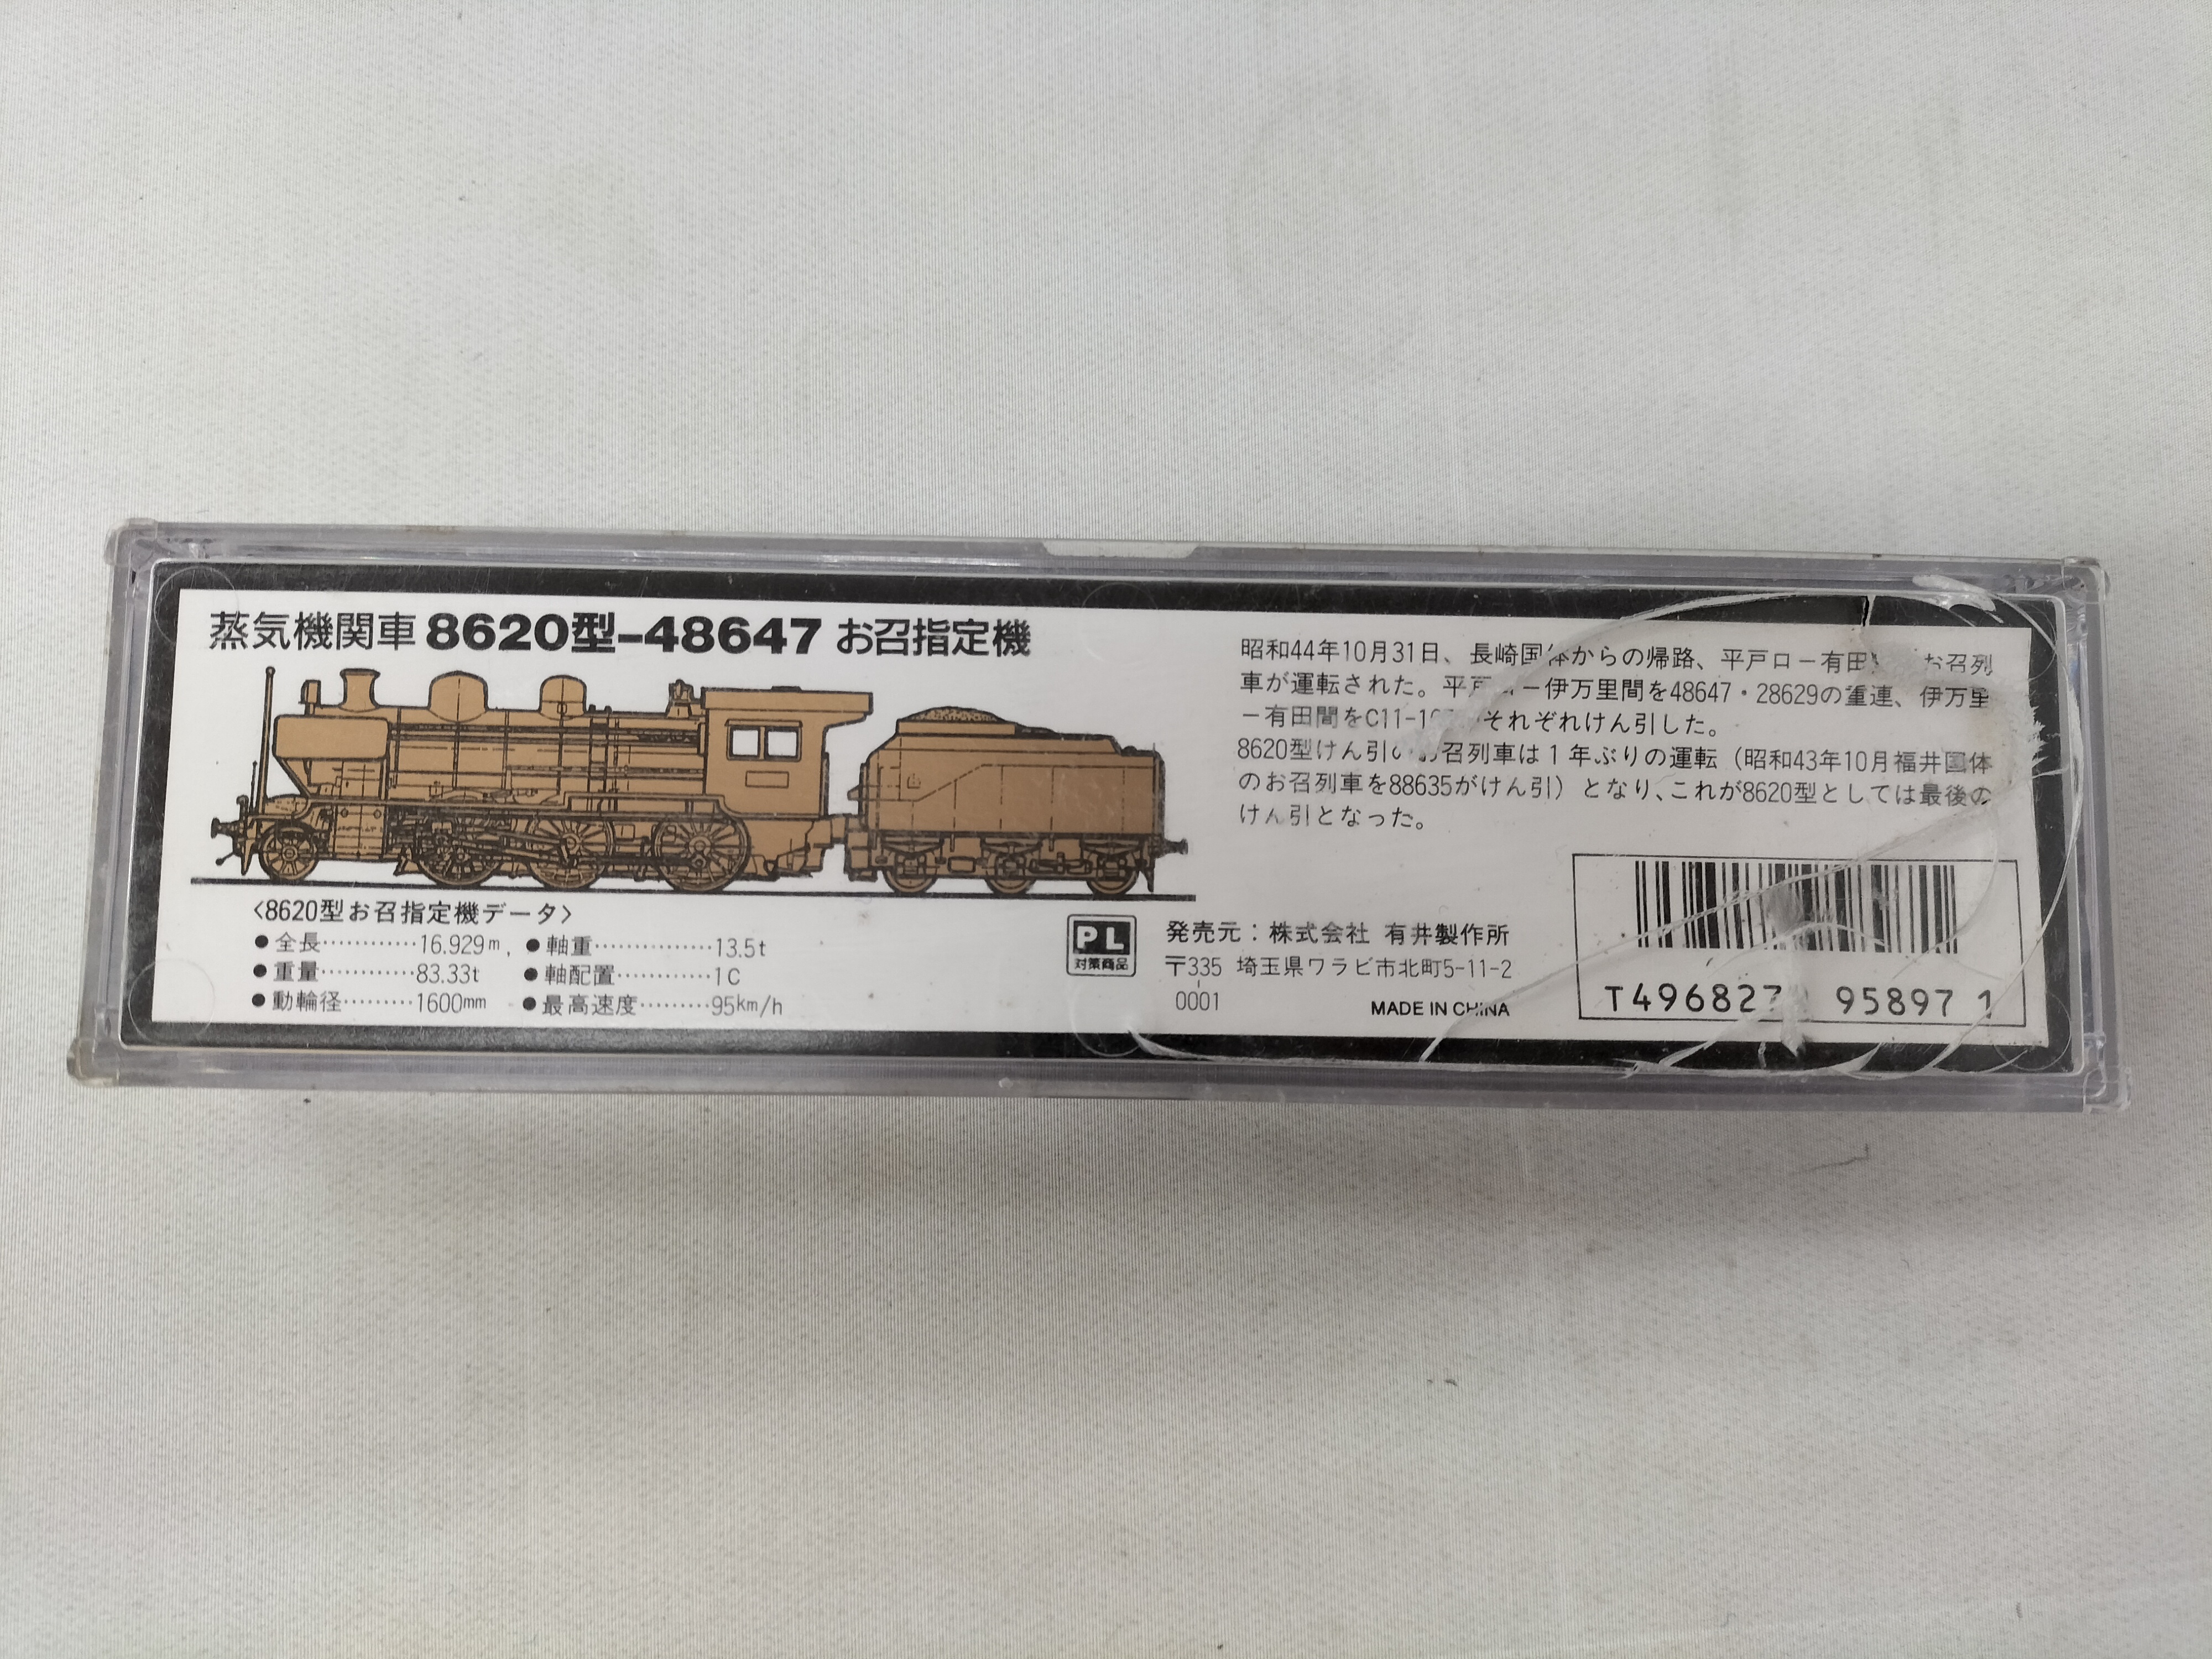 蒸気機関車 8620型-48647 お召指定機
〈8620型お召指定機データ〉
●全長…………16.929m, ●軸重……………13.5t
●重量…………83.33t ●軸配置…………1C
●動輪径………1600mm ●最高速度………95km/h
昭和44年10月31日、長崎国体からの帰路、平戸ロー有田 お召列
車が運転された。平戸ロー伊万里間を48647・28629の重連、伊万里
ー有田間をC11-1 それぞれけん引した。
8620型けん引の お召列車は1年ぶりの運転(昭和43年10月福井国体
のお召列車を88635がけん引)となり、これが8620型としては最後の
けん引となった。
PL
対策商品
発売元:株式会社 有井製作所
〒335 埼玉県ワラビ市北町5-11-2
0001
MADE IN CHINA
T4968279 95897 1